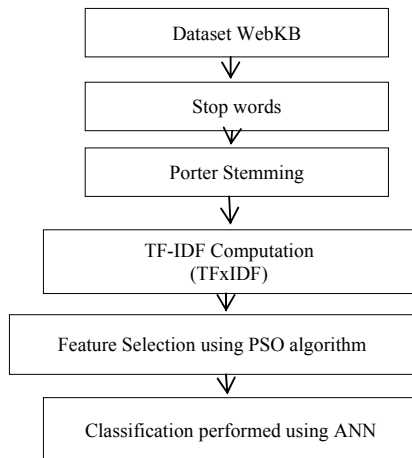 Dataset WebKB
Stop words
Porter Stemming
TF-IDF Computation
(TFxIDF)
Feature Selection using PSO algorithm
Classification performed using ANN